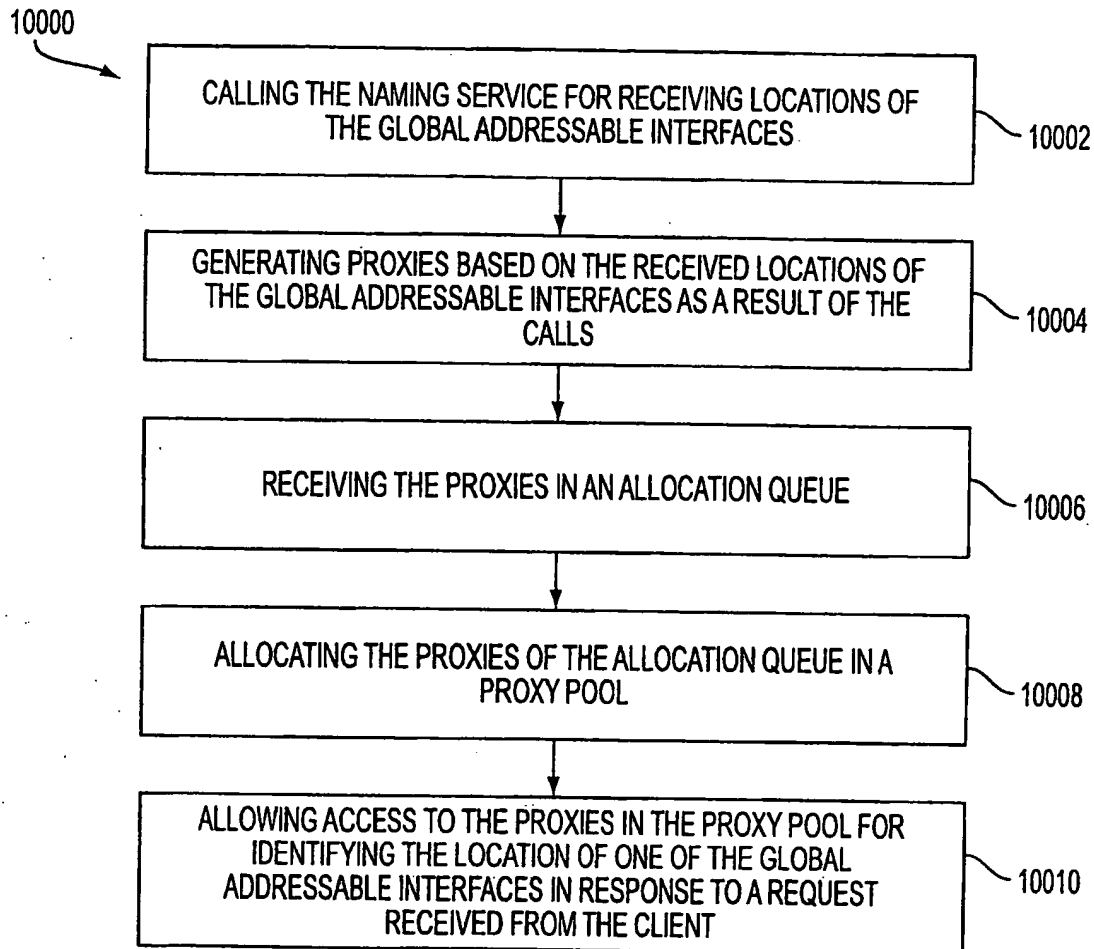 10000
CALLING THE NAMING SERVICE FOR RECEIVING LOCATIONS OF
THE GLOBAL ADDRESSABLE INTERFACES
10002
GENERATING PROXIES BASED ON THE RECEIVED LOCATIONS OF
THE GLOBAL ADDRESSABLE INTERFACES AS A RESULT OF THE
CALLS
10004
RECEIVING THE PROXIES IN AN ALLOCATION QUEUE
10006
ALLOCATING THE PROXIES OF THE ALLOCATION QUEUE IN A
PROXY POOL
10008
ALLOWING ACCESS TO THE PROXIES IN THE PROXY POOL FOR
IDENTIFYING THE LOCATION OF ONE OF THE GLOBAL
ADDRESSABLE INTERFACES IN RESPONSE TO A REQUEST
RECEIVED FROM THE CLIENT
10010